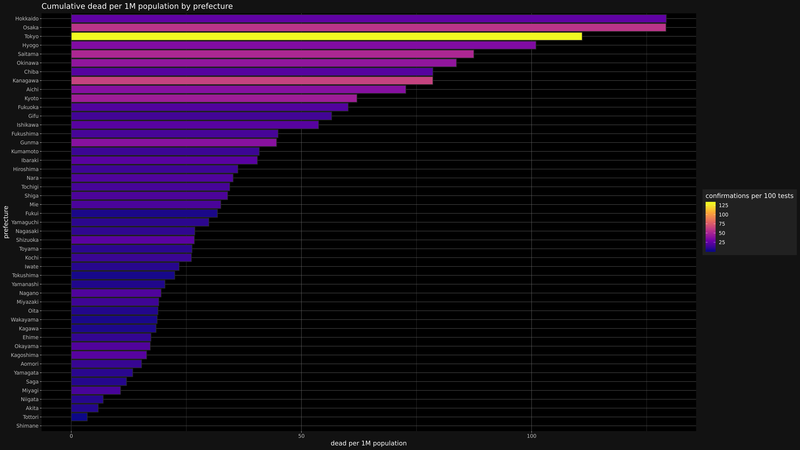 Cumulative dead per 1M population by prefecture
Hokkaido
Osaka
Tokyo
Hyogo
Saitama
Okinawa
Chiba
Kanagawa
Aichi
Kyoto
Fukuoka
Gifu
Ishikawa
Fukushima
Gunma
Kumamoto
Ibaraki
Hiroshima
Nara
Tochigi
Shiga
Mie
Fukui
Yamaguchi
Nagasaki
Shizuoka
Toyama
Kochi
Iwate
Tokushima
Yamanashi
Nagano
Miyazaki
Oita
Wakayama
Kagawa
Ehime
Okayama
Kagoshima
Aomori
Yamagata
Saga
Miyagi
Niigata
Akita
Tottori
Shimane
prefecture
0 50 100
dead per 1M population
confirmations per 100 tests
125
100
75
50
25